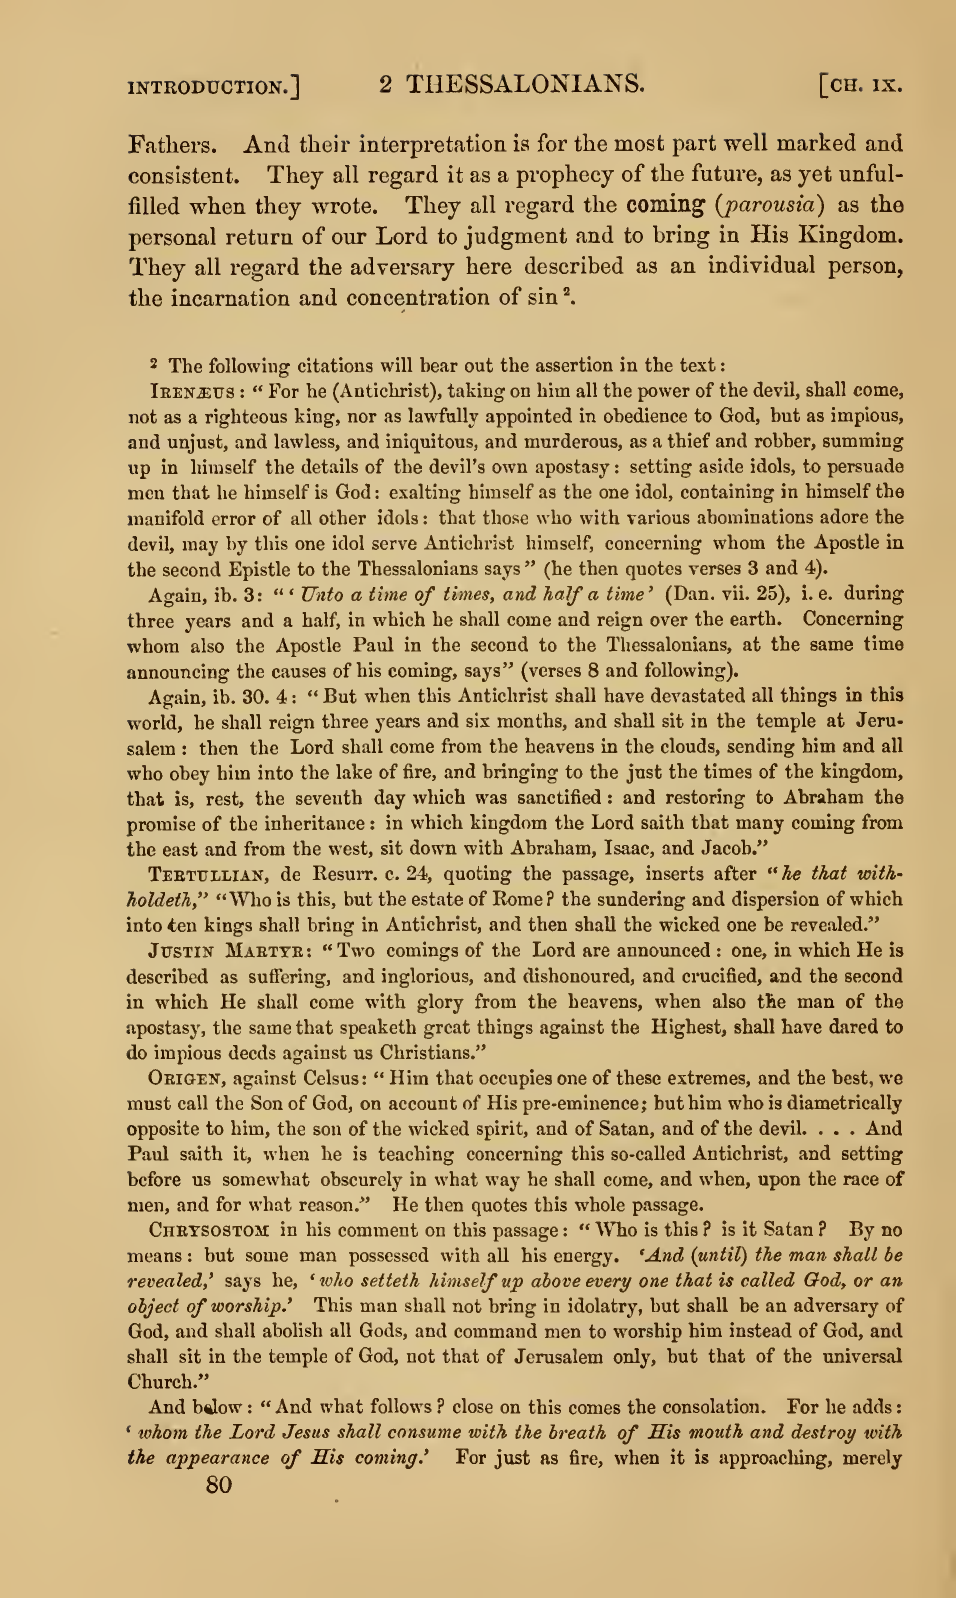 INTRODUCTION.] 2 THESSALONIANS. [CH. IX.
Fathers. And their interpretation is for the most part well marked and
consistent. They all regard it as a prophecy of the future, as yet unful-
filled when they wrote. They all regard the coming (parousia) as the
personal return of our Lord to judgment and to bring in His Kingdom.
They all regard the adversary here described as an individual person,
the incarnation and concentration of sin ².
² The following citations will bear out the assertion in the text :
IRENÆUS : “ For he (Antichrist), taking on him all the power of the devil, shall come,
not as a righteous king, nor as lawfully appointed in obedience to God, but as impious,
and unjust, and lawless, and iniquitous, and murderous, as a thief and robber, summing
up in himself the details of the devil’s own apostasy : setting aside idols, to persuade
men that he himself is God : exalting himself as the one idol, containing in himself the
manifold error of all other idols : that those who with various abominations adore the
devil, may by this one idol serve Antichrist himself, concerning whom the Apostle in
the second Epistle to the Thessalonians says ” (he then quotes verses 3 and 4).
Again, ib. 3 : “ ‘ Unto a time of times, and half a time ’ (Dan. vii. 25), i. e. during
three years and a half, in which he shall come and reign over the earth. Concerning
whom also the Apostle Paul in the second to the Thessalonians, at the same time
announcing the causes of his coming, says” (verses 8 and following).
Again, ib. 30. 4 : “ But when this Antichrist shall have devastated all things in this
world, he shall reign three years and six months, and shall sit in the temple at Jeru-
salem : then the Lord shall come from the heavens in the clouds, sending him and all
who obey him into the lake of fire, and bringing to the just the times of the kingdom,
that is, rest, the seventh day which was sanctified : and restoring to Abraham the
promise of the inheritance : in which kingdom the Lord saith that many coming from
the east and from the west, sit down with Abraham, Isaac, and Jacob.”
TERTULLIAN, de Resurr. c. 24, quoting the passage, inserts after “ he that with-
holdeth,” “ Who is this, but the estate of Rome ? the sundering and dispersion of which
into ten kings shall bring in Antichrist, and then shall the wicked one be revealed.”
JUSTIN MARTYR : “ Two comings of the Lord are announced : one, in which He is
described as suffering, and inglorious, and dishonoured, and crucified, and the second
in which He shall come with glory from the heavens, when also the man of the
apostasy, the same that speaketh great things against the Highest, shall have dared to
do impious deeds against us Christians.”
ORIGEN, against Celsus : “ Him that occupies one of these extremes, and the best, we
must call the Son of God, on account of His pre-eminence ; but him who is diametrically
opposite to him, the son of the wicked spirit, and of Satan, and of the devil. . . . And
Paul saith it, when he is teaching concerning this so-called Antichrist, and setting
before us somewhat obscurely in what way he shall come, and when, upon the race of
men, and for what reason.” He then quotes this whole passage.
CHRYSOSTOM in his comment on this passage : “ Who is this ? is it Satan ? By no
means : but some man possessed with all his energy. ‘And (until) the man shall be
revealed,’ says he, ‘ who setteth himself up above every one that is called God, or an
object of worship.’ This man shall not bring in idolatry, but shall be an adversary of
God, and shall abolish all Gods, and command men to worship him instead of God, and
shall sit in the temple of God, not that of Jerusalem only, but that of the universal
Church.”
And below : “ And what follows ? close on this comes the consolation. For he adds :
‘ whom the Lord Jesus shall consume with the breath of His mouth and destroy with
the appearance of His coming.’ For just as fire, when it is approaching, merely
80